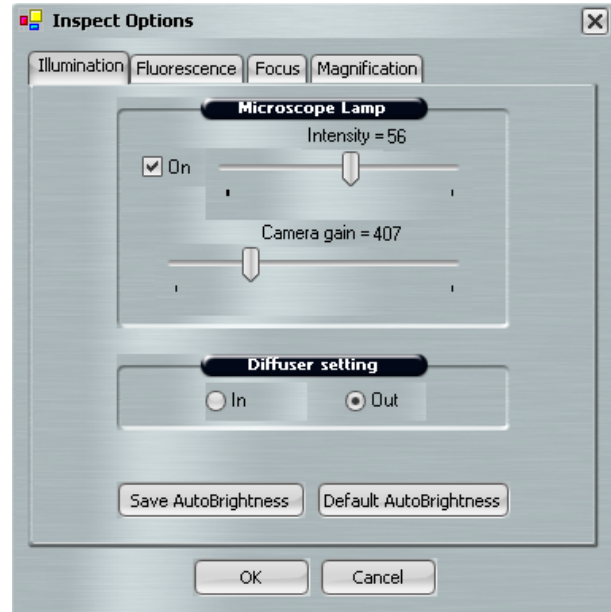 Inspect Options
Illumination Fluorescence Focus Magnification
Microscope Lamp
Intensity = 56
On
Camera gain = 407
Diffuser setting
In Out
Save AutoBrightness Default AutoBrightness
OK Cancel